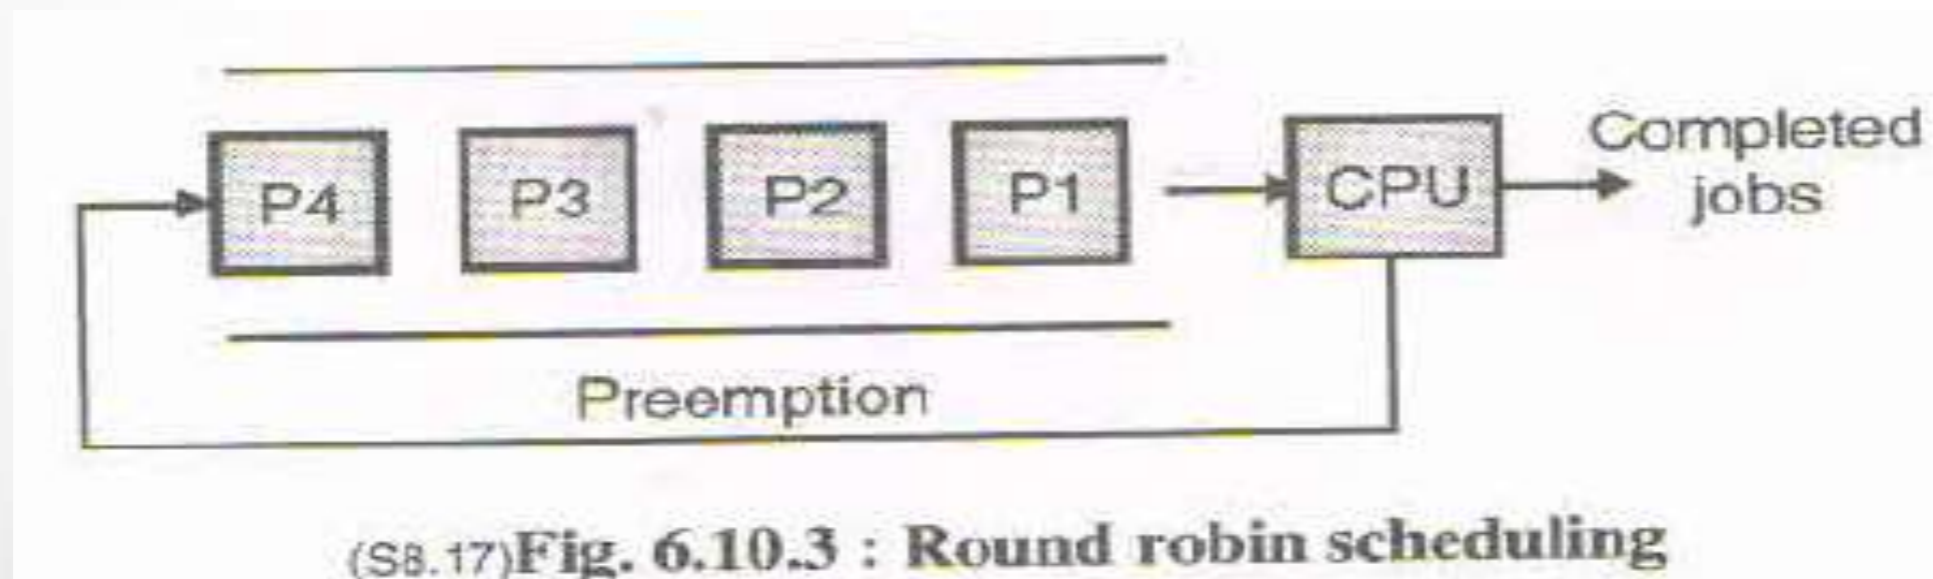 P4 P3 P2 P1 CPU Completed
jobs
Preemption
(S8.17)Fig. 6.10.3 : Round robin scheduling